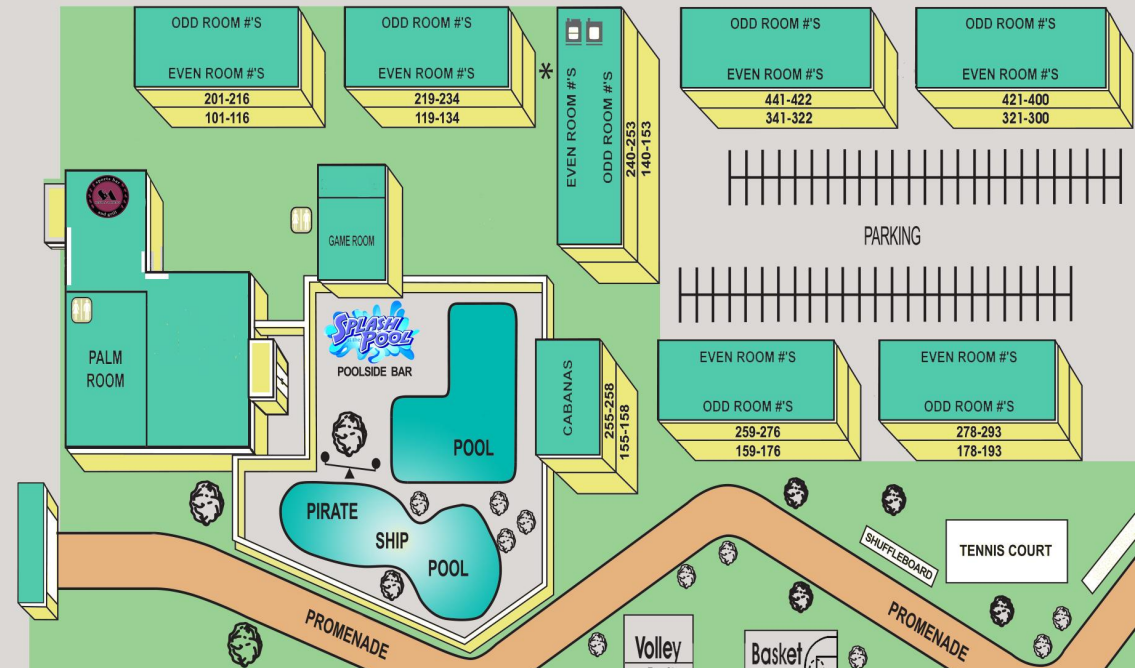 ODD ROOM #'S
EVEN ROOM #'S
201-216
101-116
ODD ROOM #'S
EVEN ROOM #'S
219-234
119-134
*
EVEN ROOM #'S
ODD ROOM #'S
240-253
140-153
ODD ROOM #'S
EVEN ROOM #'S
441-422
341-322
ODD ROOM #'S
EVEN ROOM #'S
421-400
321-300
PARKING
GAME ROOM
PALM
ROOM
SPLASH
POOL
POOLSIDE BAR
POOL
CABANAS
255-258
155-158
EVEN ROOM #'S
ODD ROOM #'S
259-276
159-176
EVEN ROOM #'S
ODD ROOM #'S
278-293
178-193
PIRATE
SHIP
POOL
SHUFFLEBOARD
TENNIS COURT
PROMENADE
PROMENADE
Volley
Basket